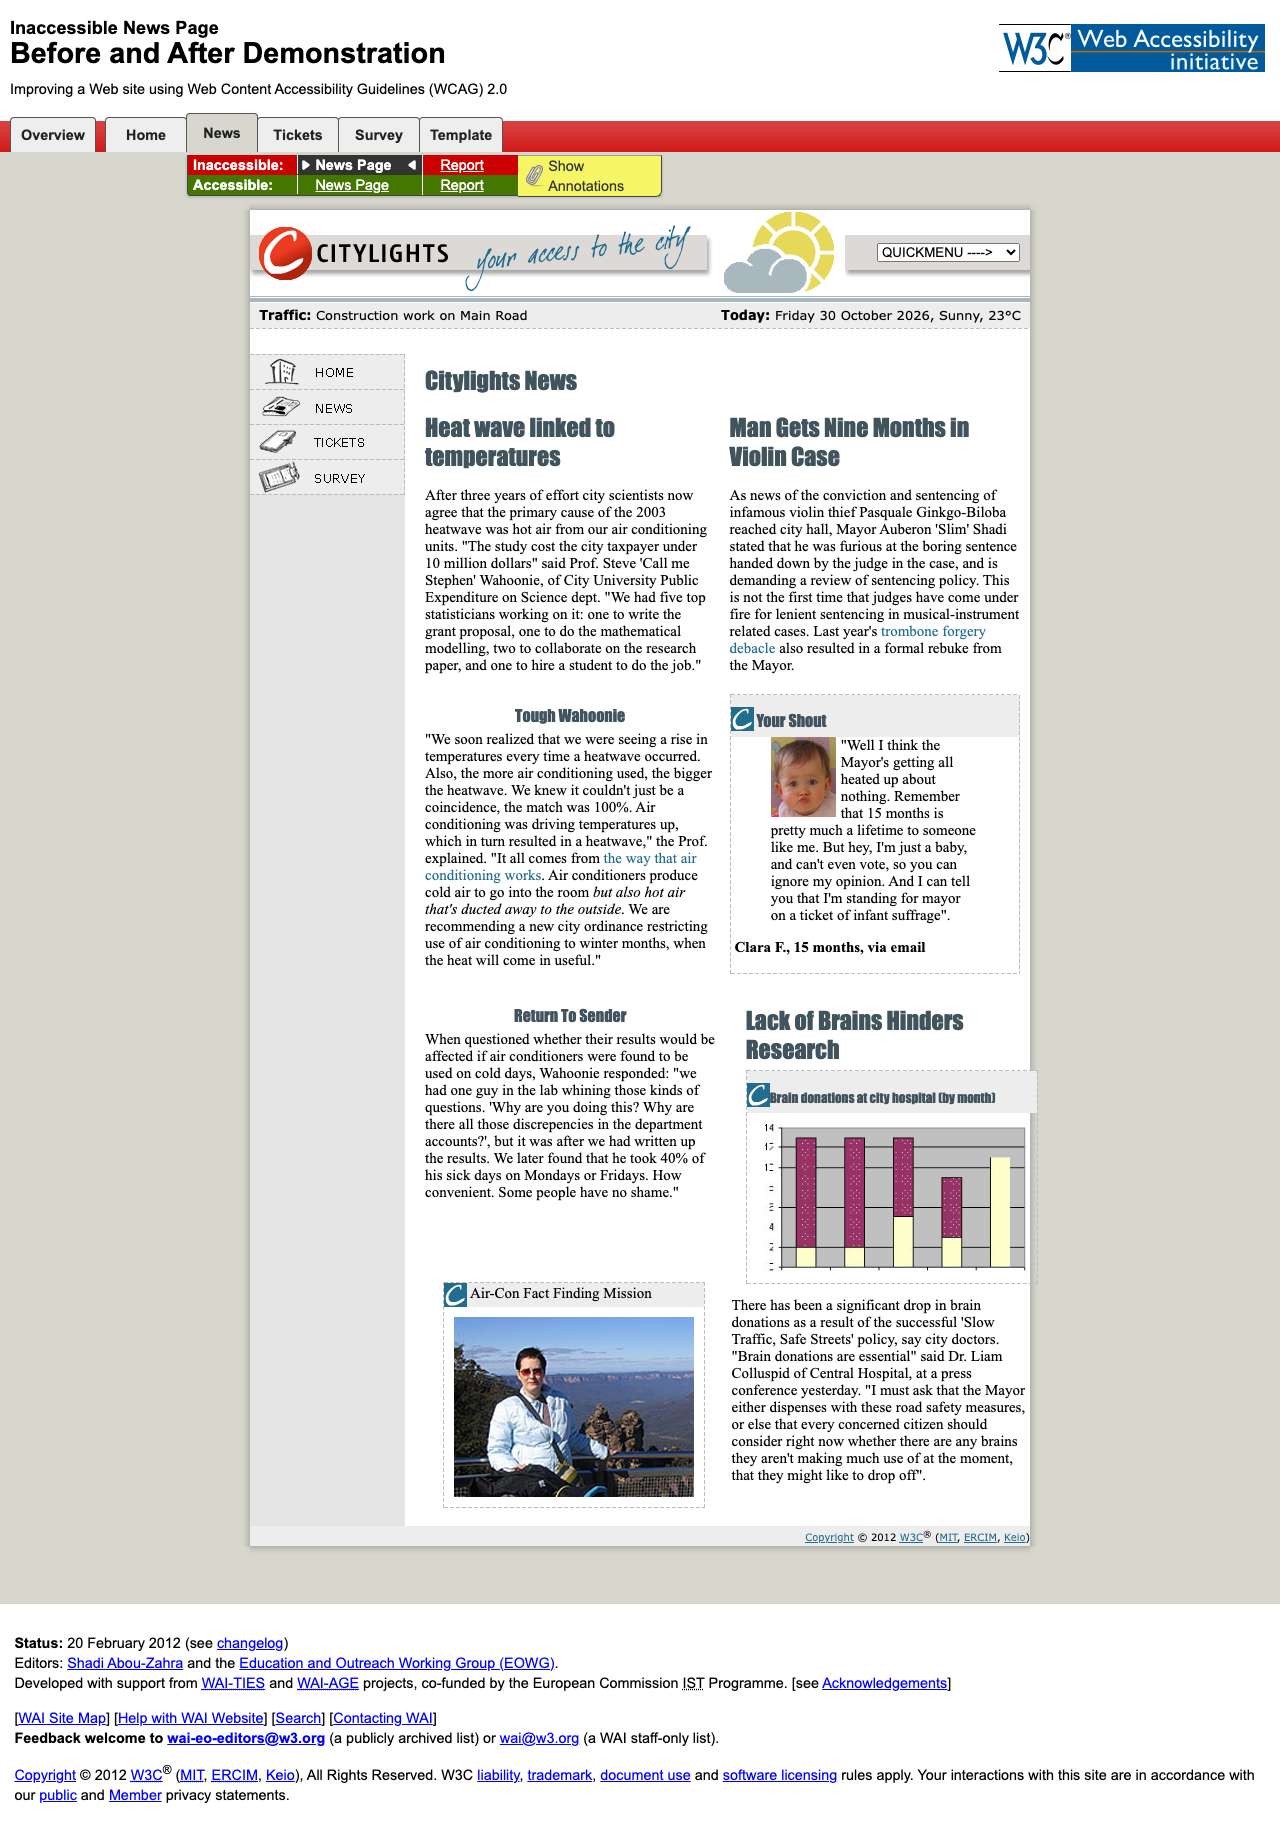 Inaccessible News Page
Before and After Demonstration
Improving a Web site using Web Content Accessibility Guidelines (WCAG) 2.0
W3C® Web Accessibility
initiative
Overview Home News Tickets Survey Template
Inaccessible: News Page Report
Accessible: News Page Report
Show
Annotations
CITYLIGHTS your access to the city
QUICKMENU ---->
Traffic: Construction work on Main Road
Today: Friday 30 October 2026, Sunny, 23°C
HOME
NEWS
TICKETS
SURVEY
Citylights News
Heat wave linked to
temperatures
After three years of effort city scientists now
agree that the primary cause of the 2003
heatwave was hot air from our air conditioning
units. "The study cost the city taxpayer under
10 million dollars" said Prof. Steve 'Call me
Stephen' Wahoonie, of City University Public
Expenditure on Science dept. "We had five top
statisticians working on it: one to write the
grant proposal, one to do the mathematical
modelling, two to collaborate on the research
paper, and one to hire a student to do the job."
Tough Wahoonie
"We soon realized that we were seeing a rise in
temperatures every time a heatwave occurred.
Also, the more air conditioning used, the bigger
the heatwave. We knew it couldn't just be a
coincidence, the match was 100%. Air
conditioning was driving temperatures up,
which in turn resulted in a heatwave," the Prof.
explained. "It all comes from the way that air
conditioning works. Air conditioners produce
cold air to go into the room but also hot air
that's ducted away to the outside. We are
recommending a new city ordinance restricting
use of air conditioning to winter months, when
the heat will come in useful."
Return To Sender
When questioned whether their results would be
affected if air conditioners were found to be
used on cold days, Wahoonie responded: "we
had one guy in the lab whining those kinds of
questions. 'Why are you doing this? Why are
there all those discrepencies in the department
accounts?', but it was after we had written up
the results. We later found that he took 40% of
his sick days on Mondays or Fridays. How
convenient. Some people have no shame."
Air-Con Fact Finding Mission
Man Gets Nine Months in
Violin Case
As news of the conviction and sentencing of
infamous violin thief Pasquale Ginkgo-Biloba
reached city hall, Mayor Auberon 'Slim' Shadi
stated that he was furious at the boring sentence
handed down by the judge in the case, and is
demanding a review of sentencing policy. This
is not the first time that judges have come under
fire for lenient sentencing in musical-instrument
related cases. Last year's trombone forgery
debacle also resulted in a formal rebuke from
the Mayor.
Your Shout
"Well I think the
Mayor's getting all
heated up about
nothing. Remember
that 15 months is
pretty much a lifetime to someone
like me. But hey, I'm just a baby,
and can't even vote, so you can
ignore my opinion. And I can tell
you that I'm standing for mayor
on a ticket of infant suffrage".
Clara F., 15 months, via email
Lack of Brains Hinders
Research
Brain donations at city hospital (by month)
14
12
4
2
There has been a significant drop in brain
donations as a result of the successful 'Slow
Traffic, Safe Streets' policy, say city doctors.
"Brain donations are essential" said Dr. Liam
Colluspid of Central Hospital, at a press
conference yesterday. "I must ask that the Mayor
either dispenses with these road safety measures,
or else that every concerned citizen should
consider right now whether there are any brains
they aren't making much use of at the moment,
that they might like to drop off".
Copyright © 2012 W3C® (MIT, ERCIM, Keio)
Status: 20 February 2012 (see changelog)
Editors: Shadi Abou-Zahra and the Education and Outreach Working Group (EOWG).
Developed with support from WAI-TIES and WAI-AGE projects, co-funded by the European Commission IST Programme. [see Acknowledgements]
[WAI Site Map] [Help with WAI Website] [Search] [Contacting WAI]
Feedback welcome to wai-eo-editors@w3.org (a publicly archived list) or wai@w3.org (a WAI staff-only list).
Copyright © 2012 W3C® (MIT, ERCIM, Keio), All Rights Reserved. W3C liability, trademark, document use and software licensing rules apply. Your interactions with this site are in accordance with
our public and Member privacy statements.